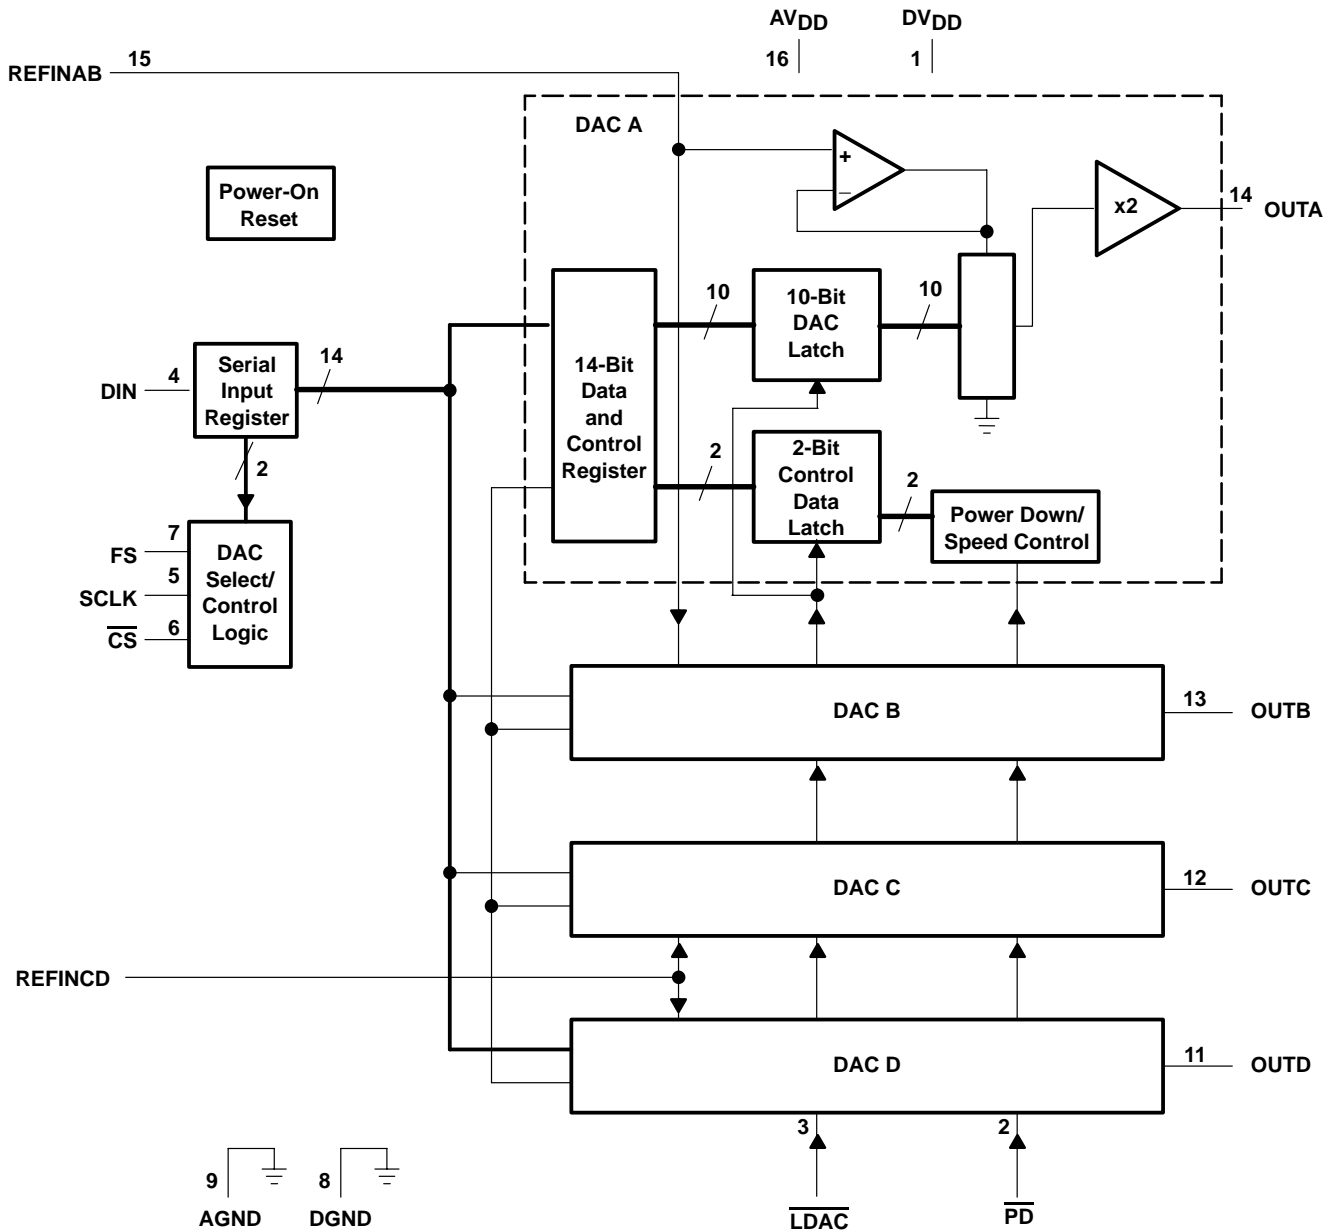 AVDD
DVDD
16
1
REFINAB
15
DAC A
Power-On
Reset
+
−
x2
14
OUTA
10
10-Bit
DAC
Latch
10
DIN
4
Serial
Input
Register
14
14-Bit
Data
and
Control
Register
2
2
2-Bit
Control
Data
Latch
2
Power Down/
Speed Control
FS
7
SCLK
5
CS
6
DAC
Select/
Control
Logic
DAC B
13
OUTB
DAC C
12
OUTC
REFINCD
DAC D
11
OUTD
3
2
9
8
AGND
DGND
LDAC
PD